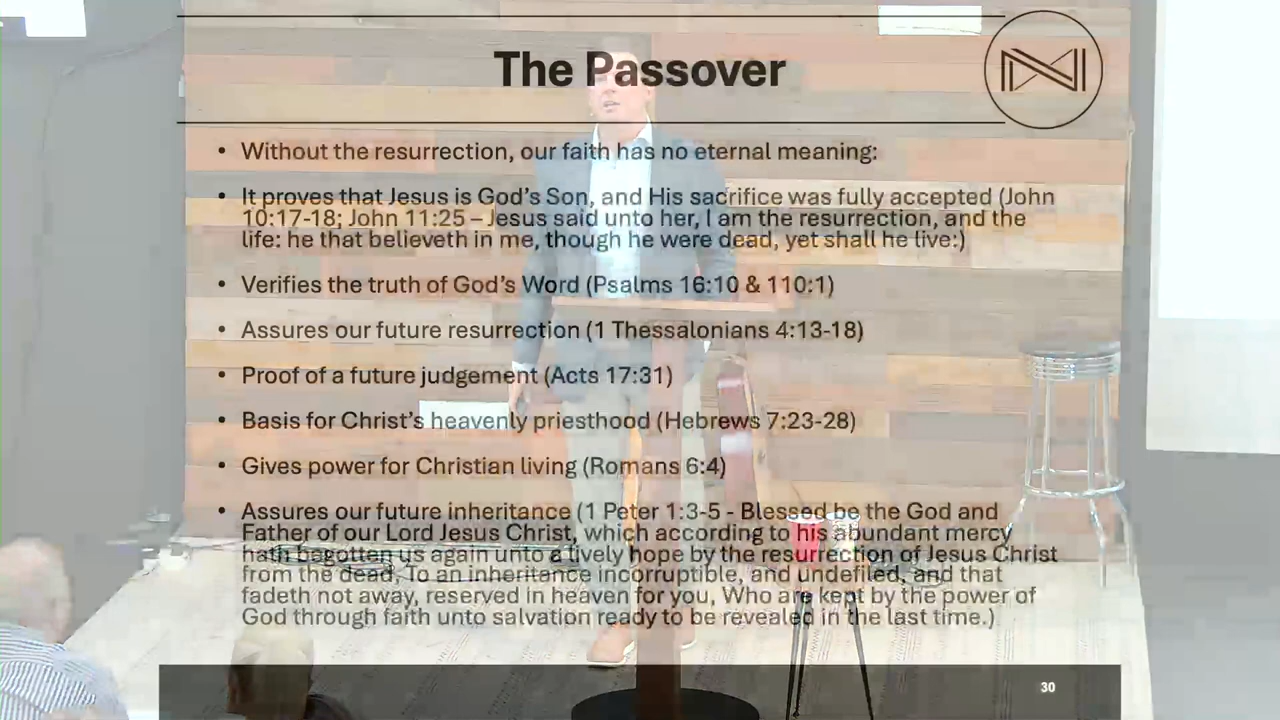 The Passover
• Without the resurrection, our faith has no eternal meaning:
• It proves that Jesus is God's Son, and His sacrifice was fully accepted (John
10:17-18; John 11:25 – Jesus said unto her, I am the resurrection, and the
life: he that believeth in me, though he were dead, yet shall he live:)
• Verifies the truth of God's Word (Psalms 16:10 & 110:1)
• Assures our future resurrection (1 Thessalonians 4:13-18)
• Proof of a future judgement (Acts 17:31)
• Basis for Christ's heavenly priesthood (Hebrews 7:23-28)
• Gives power for Christian living (Romans 6:4)
• Assures our future inheritance (1 Peter 1:3-5 - Blessed be the God and
Father of our Lord Jesus Christ, which according to his abundant mercy
hath begotten us again unto a lively hope by the resurrection of Jesus Christ
from the dead, To an inheritance incorruptible, and undefiled, and that
fadeth not away, reserved in heaven for you, Who are kept by the power of
God through faith unto salvation ready to be revealed in the last time.)
30